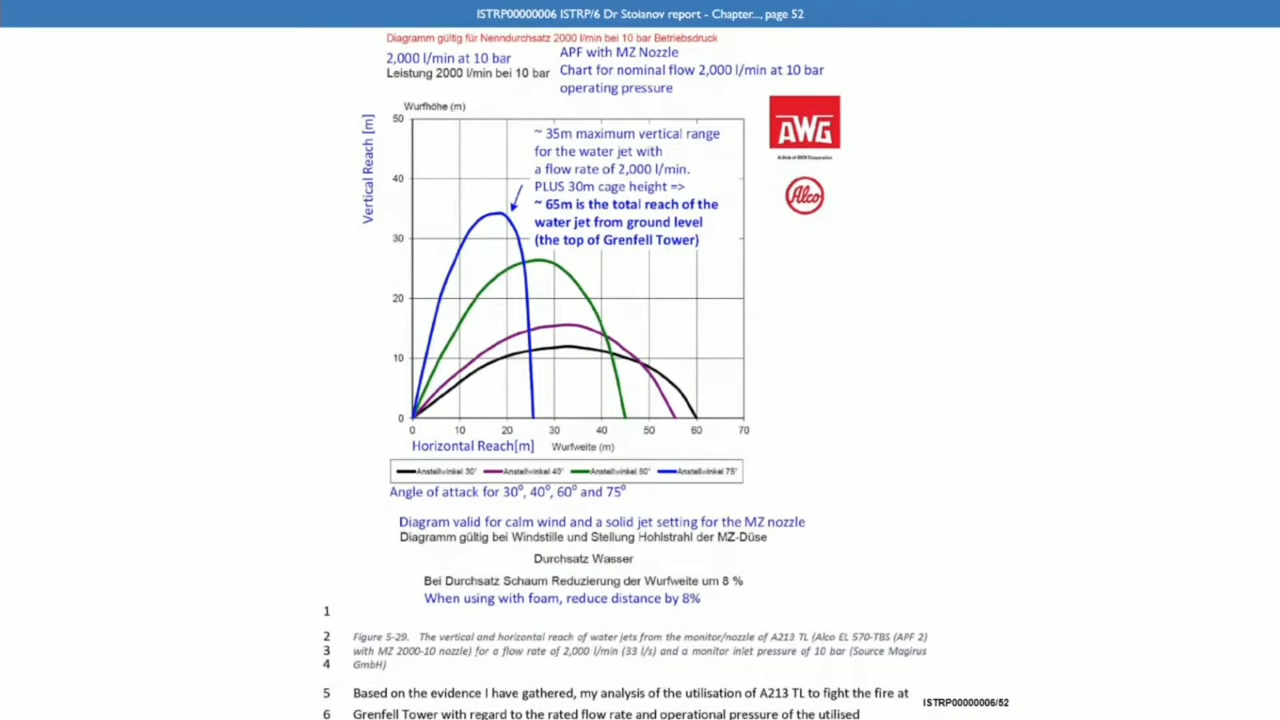 ISTRP00000006 ISTRP/6 Dr Stoianov report - Chapter..., page 52
Diagramm gültig für Nenndurchsatz 2000 l/min bei 10 bar Betriebsdruck
2,000 l/min at 10 bar
Leistung 2000 l/min bei 10 bar
APF with MZ Nozzle
Chart for nominal flow 2,000 l/min at 10 bar
operating pressure
Wurfhöhe (m)
Vertical Reach [m]
50
40
30
20
10
0
~ 35m maximum vertical range
for the water jet with
a flow rate of 2,000 l/min.
PLUS 30m cage height =>
~ 65m is the total reach of the
water jet from ground level
(the top of Grenfell Tower)
AWG
Alco
0 10 20 30 40 50 60 70
Horizontal Reach[m] Wurfweite (m)
Anstellwinkel 30° Anstellwinkel 40° Anstellwinkel 60° Anstellwinkel 75°
Angle of attack for 30°, 40°, 60° and 75°
Diagram valid for calm wind and a solid jet setting for the MZ nozzle
Diagramm gültig bei Windstille und Stellung Hohlstrahl der MZ-Düse
Durchsatz Wasser
Bei Durchsatz Schaum Reduzierung der Wurfweite um 8 %
When using with foam, reduce distance by 8%
1
2 Figure 5-29. The vertical and horizontal reach of water jets from the monitor/nozzle of A213 TL (Alco EL 570-TBS (APF 2)
3 with MZ 2000-10 nozzle) for a flow rate of 2,000 l/min (33 l/s) and a monitor inlet pressure of 10 bar (Source Magirus
4 GmbH)
5 Based on the evidence I have gathered, my analysis of the utilisation of A213 TL to fight the fire at
ISTRP00000006/52
6 Grenfell Tower with regard to the rated flow rate and operational pressure of the utilised